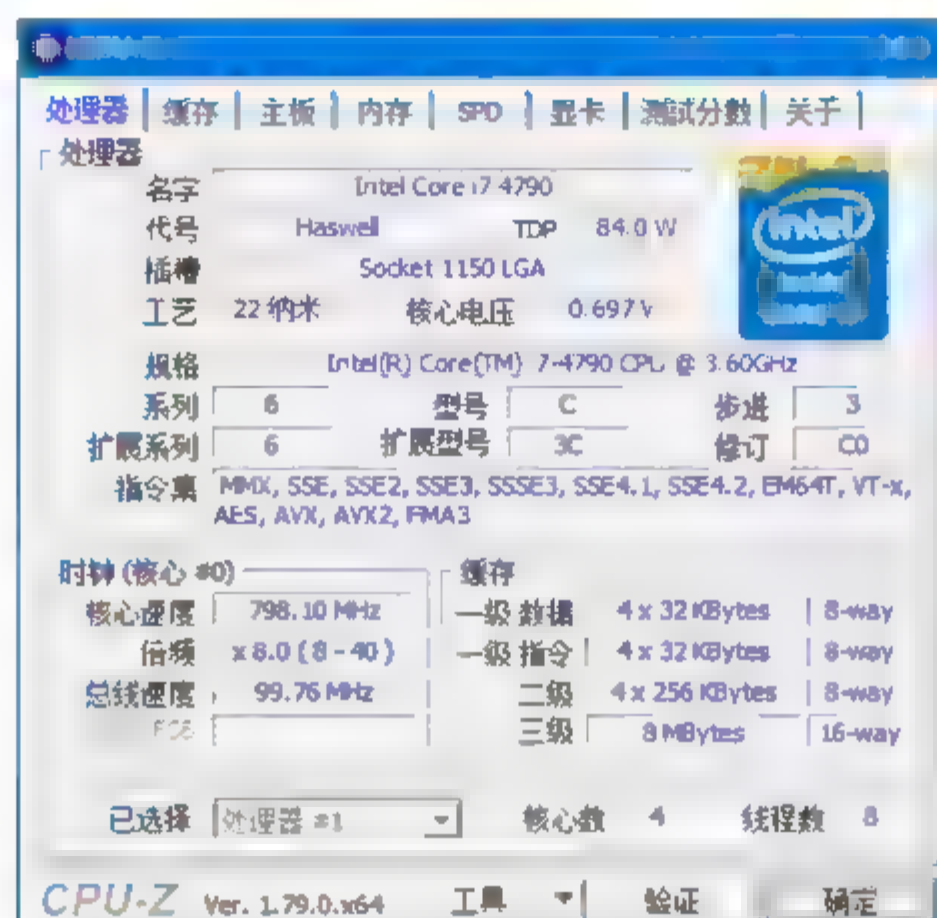 处理器 缓存 主板 内存 SPD 显卡 测试分数 关于
处理器
名字 Intel Core i7 4790
代号 Haswell TDP 84.0 W
插槽 Socket 1150 LGA
工艺 22 纳米 核心电压 0.697 V
intel
规格 Intel(R) Core(TM) i7-4790 CPU @ 3.60GHz
系列 6 型号 C 步进 3
扩展系列 6 扩展型号 3C 修订 C0
指令集 MMX, SSE, SSE2, SSE3, SSSE3, SSE4.1, SSE4.2, EM64T, VT-x,
AES, AVX, AVX2, FMA3
时钟 (核心 #0) 缓存
核心速度 798.10 MHz 一级 数据 4 x 32 KBytes 8-way
倍频 x 8.0 ( 8 - 40 ) 一级 指令 4 x 32 KBytes 8-way
总线速度 99.76 MHz 二级 4 x 256 KBytes 8-way
三级 8 MBytes 16-way
已选择 处理器 #1 核心数 4 线程数 8
CPU-Z Ver. 1.79.0.x64 工具 验证 确定